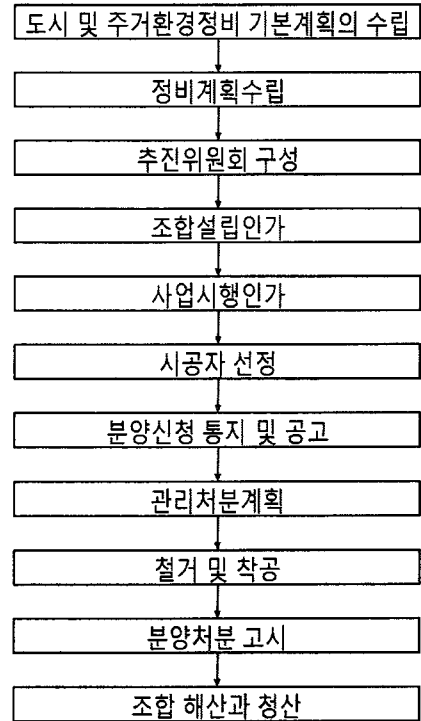 도시 및 주거환경정비 기본계획의 수립
정비계획수립
추진위원회 구성
조합설립인가
사업시행인가
시공자 선정
분양신청 통지 및 공고
관리처분계획
철거 및 착공
분양처분 고시
조합 해산과 청산